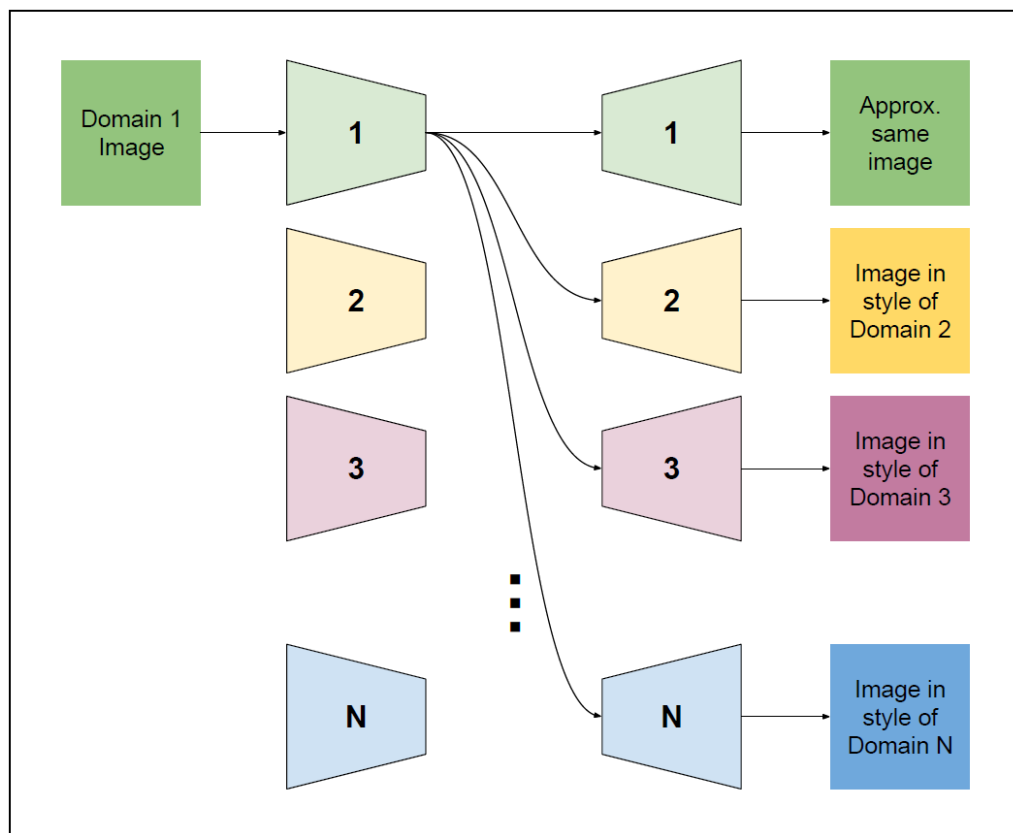 Domain 1
Image
1
1
Approx.
same
image
2
2
Image in
style of
Domain 2
3
3
Image in
style of
Domain 3
N
N
Image in
style of
Domain N